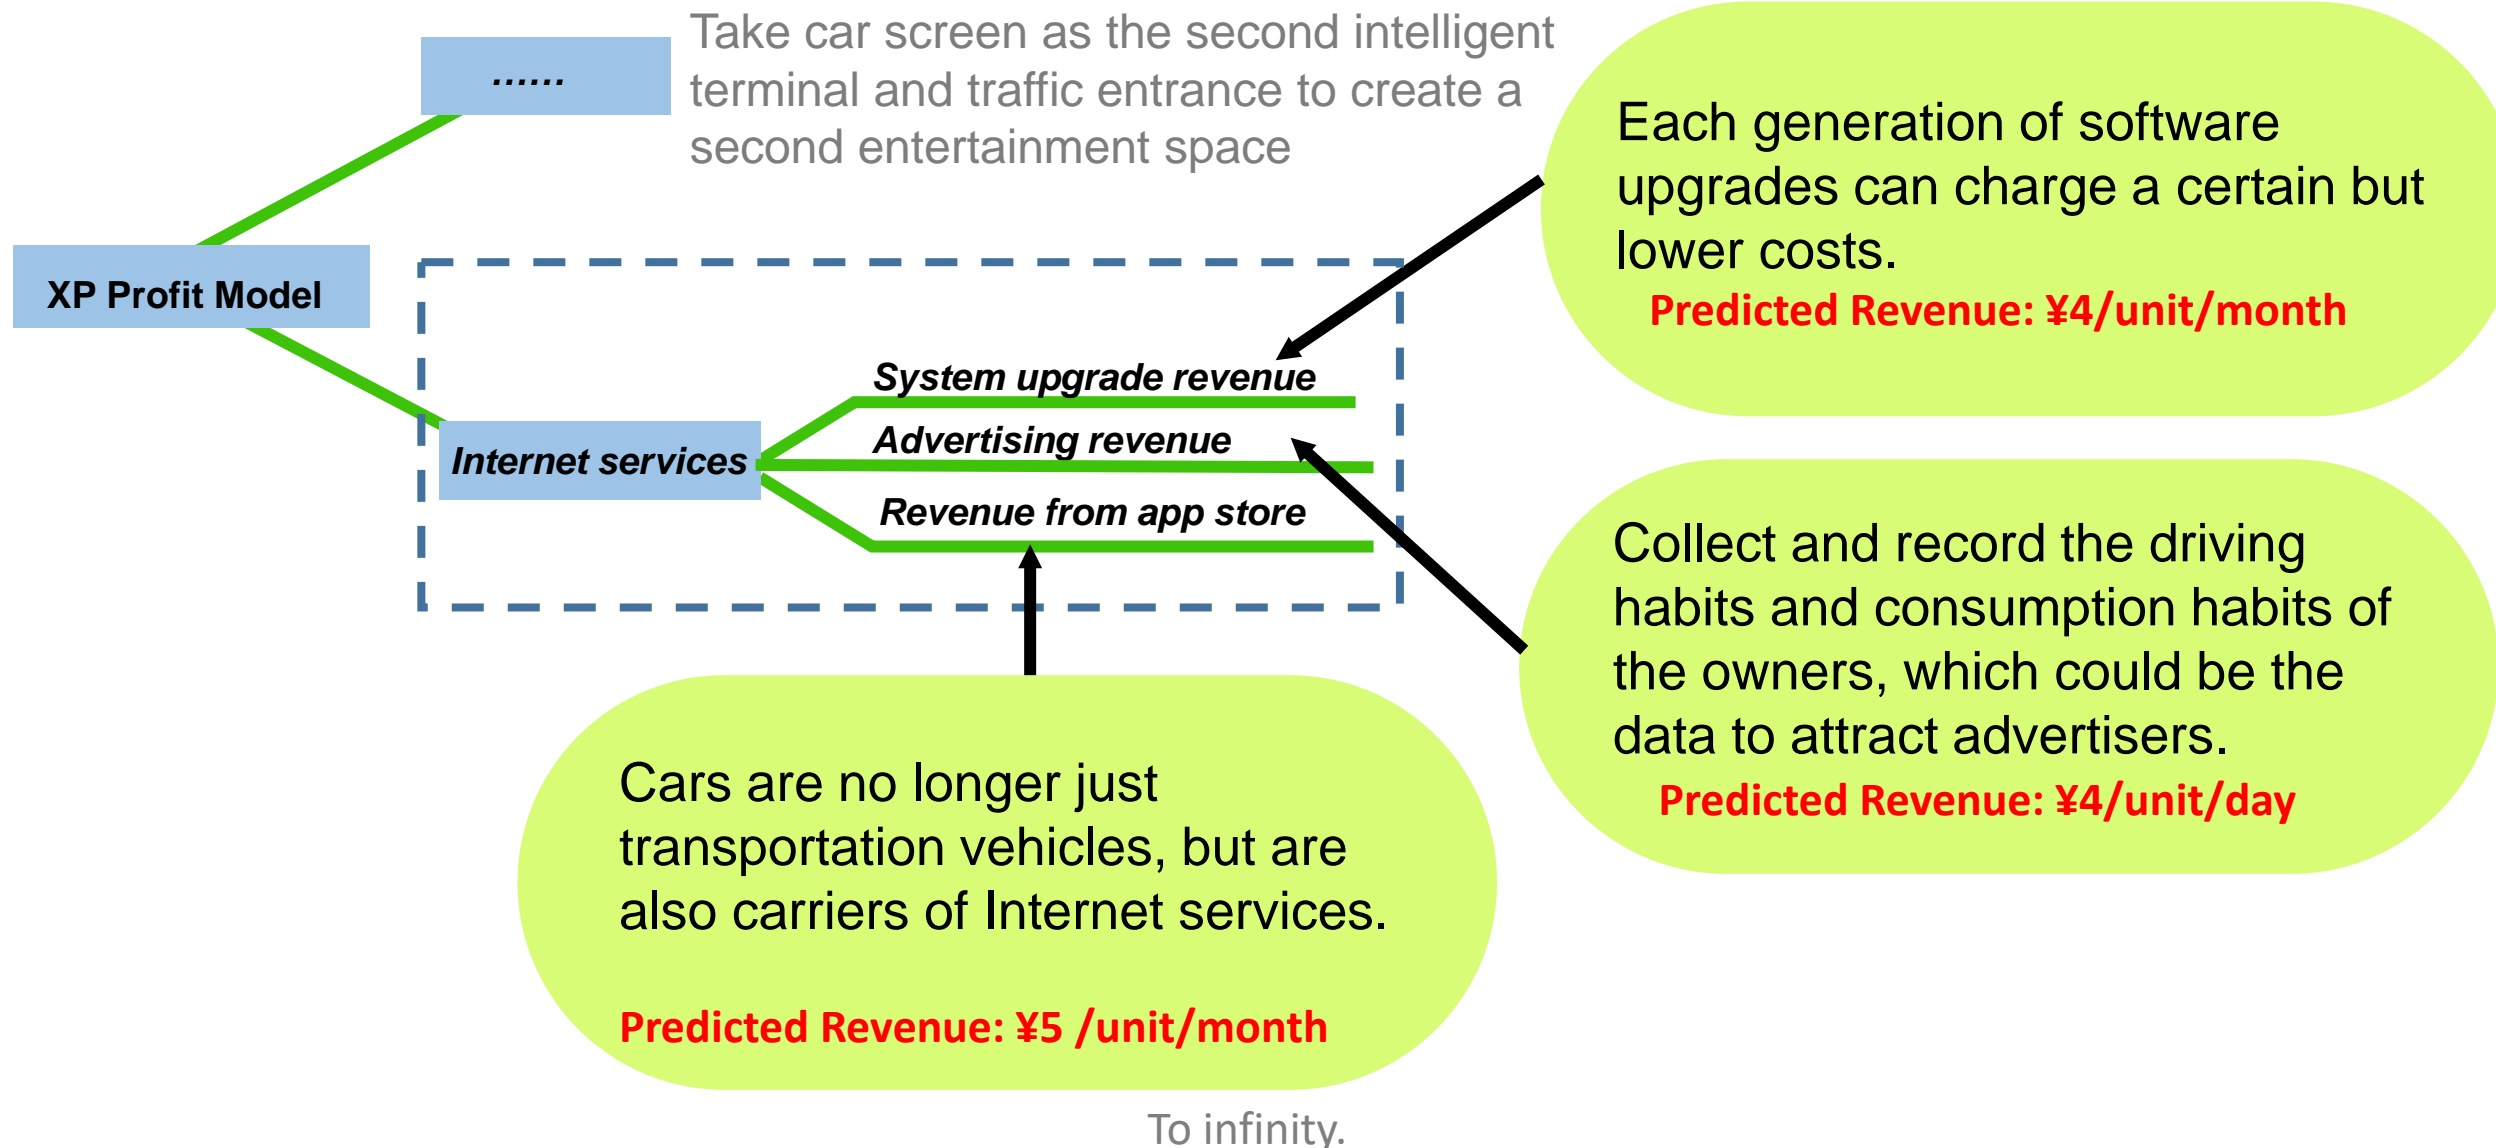 ......
Take car screen as the second intelligent
terminal and traffic entrance to create a
second entertainment space
XP Profit Model
Internet services
System upgrade revenue
Advertising revenue
Revenue from app store
Each generation of software
upgrades can charge a certain but
lower costs.
Predicted Revenue: ¥4/unit/month
Collect and record the driving
habits and consumption habits of
the owners, which could be the
data to attract advertisers.
Predicted Revenue: ¥4/unit/day
Cars are no longer just
transportation vehicles, but are
also carriers of Internet services.
Predicted Revenue: ¥5 /unit/month
To infinity.